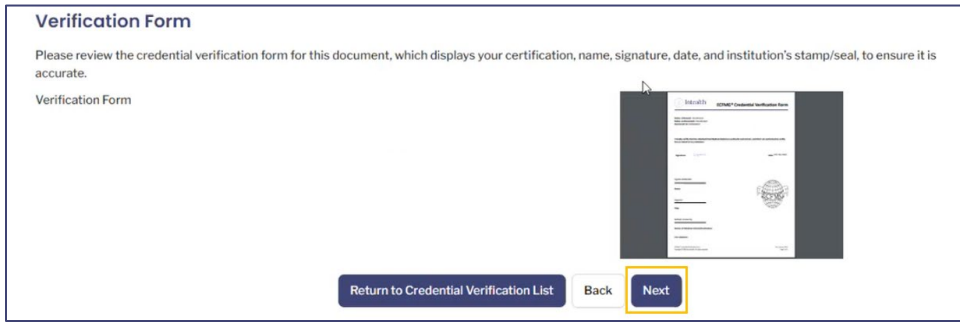 Verification Form
Please review the credential verification form for this document, which displays your certification, name, signature, date, and institution's stamp/seal, to ensure it is
accurate.
Verification Form
Intealth ECFMG® Credential Verification Form
ECFMG
Return to Credential Verification List Back Next